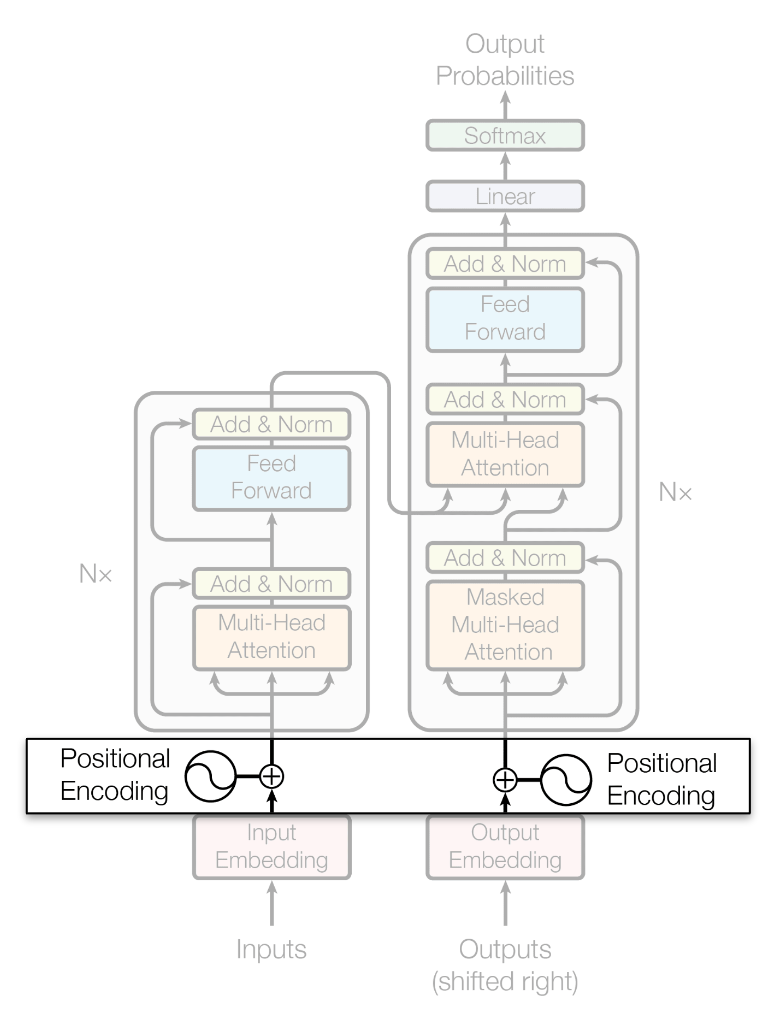 Output
Probabilities
Softmax
Linear
Add & Norm
Feed
Forward
Add & Norm
Multi-Head
Attention
Add & Norm
Masked
Multi-Head
Attention
N×
Add & Norm
Feed
Forward
Add & Norm
Multi-Head
Attention
N×
Positional
Encoding
Positional
Encoding
Input
Embedding
Output
Embedding
Inputs
Outputs
(shifted right)